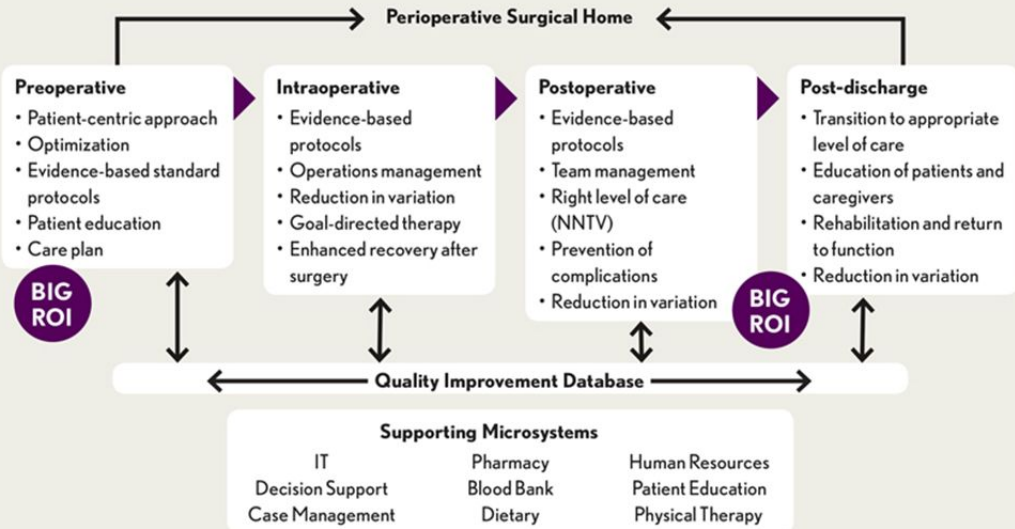 Perioperative Surgical Home
Preoperative
• Patient-centric approach
• Optimization
• Evidence-based standard
protocols
• Patient education
• Care plan
BIG
ROI
Intraoperative
• Evidence-based
protocols
• Operations management
• Reduction in variation
• Goal-directed therapy
• Enhanced recovery after
surgery
Postoperative
• Evidence-based
protocols
• Team management
• Right level of care
(NNTV)
• Prevention of
complications
• Reduction in variation
BIG
ROI
Post-discharge
• Transition to appropriate
level of care
• Education of patients and
caregivers
• Rehabilitation and return
to function
• Reduction in variation
Quality Improvement Database
Supporting Microsystems
IT
Decision Support
Case Management
Pharmacy
Blood Bank
Dietary
Human Resources
Patient Education
Physical Therapy